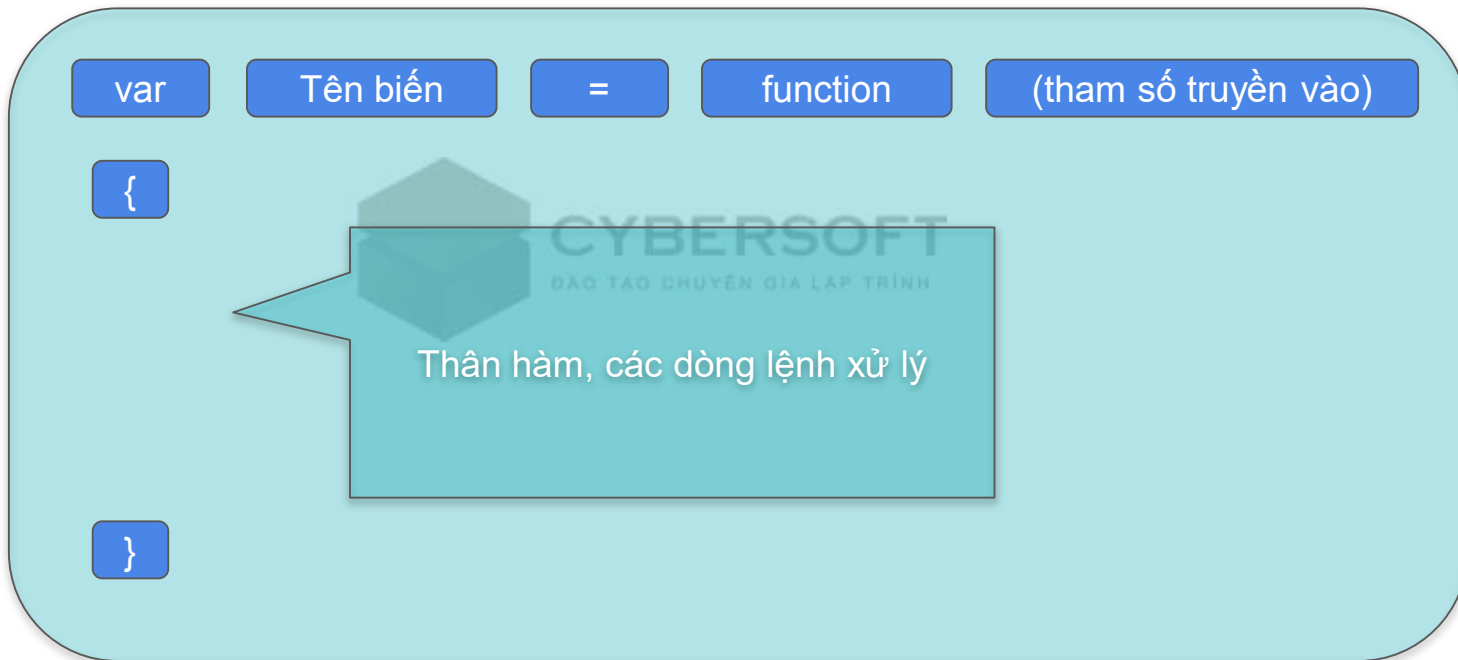 var Tên biến = function (tham số truyền vào)
{
CYBERSOFT
ĐÀO TẠO CHUYÊN GIA LẬP TRÌNH
Thân hàm, các dòng lệnh xử lý
}